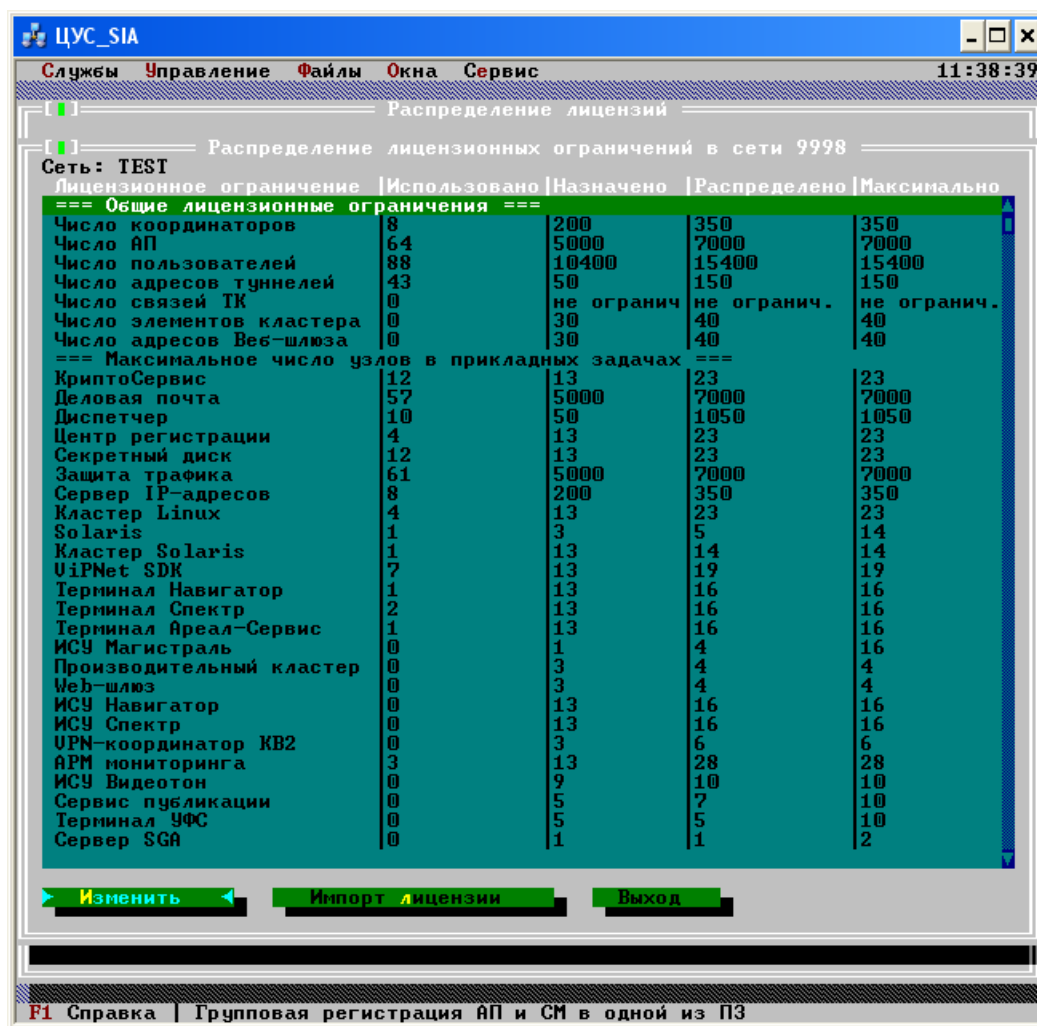 ЦУС_SIA
Службы Управление Файлы Окна Сервис 11:38:39
Распределение лицензий
Распределение лицензионных ограничений в сети 9998
Сеть: TEST
Лицензионное ограничение |Использовано|Назначено |Распределено|Максимально
=== Общие лицензионные ограничения ===
Число координаторов |8 |200 |350 |350
Число АП |64 |5000 |7000 |7000
Число пользователей |88 |10400 |15400 |15400
Число адресов туннелей |43 |50 |150 |150
Число связей ТК |0 |не огранич|не огранич. |не огранич.
Число элементов кластера |0 |30 |40 |40
Число адресов Веб-шлюза |0 |30 |40 |40
=== Максимальное число узлов в прикладных задачах ===
КриптоСервис |12 |13 |23 |23
Деловая почта |57 |5000 |7000 |7000
Диспетчер |10 |50 |1050 |1050
Центр регистрации |4 |13 |23 |23
Секретный диск |12 |13 |23 |23
Защита трафика |61 |5000 |7000 |7000
Сервер IP-адресов |8 |200 |350 |350
Кластер Linux |4 |13 |23 |23
Solaris |1 |3 |5 |14
Кластер Solaris |1 |13 |14 |14
ViPNet SDK |7 |13 |19 |19
Терминал Навигатор |1 |13 |16 |16
Терминал Спектр |2 |13 |16 |16
Терминал Ареал-Сервис |1 |13 |16 |16
ИСУ Магистраль |0 |1 |4 |16
Производительный кластер |0 |3 |4 |4
Web-шлюз |0 |3 |4 |4
ИСУ Навигатор |0 |13 |16 |16
ИСУ Спектр |0 |13 |16 |16
VPN-координатор КВ2 |0 |3 |6 |6
АРМ мониторинга |3 |13 |28 |28
ИСУ Видеотон |0 |9 |10 |10
Сервис публикации |0 |5 |7 |10
Терминал УФС |0 |5 |5 |10
Сервер SGA |0 |1 |1 |2
Изменить Импорт лицензии Выход
F1 Справка | Групповая регистрация АП и СМ в одной из ПЗ